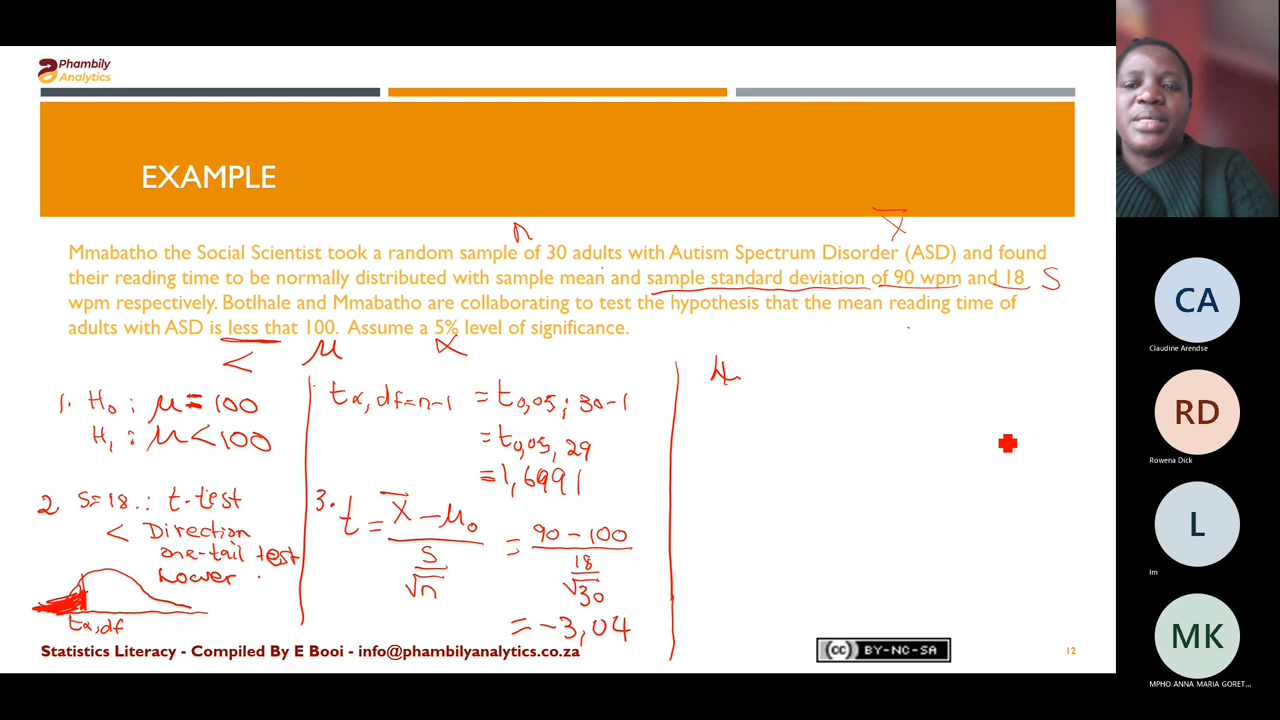 Phambily
Analytics
EXAMPLE
n
X̄
Mmabatho the Social Scientist took a random sample of 30 adults with Autism Spectrum Disorder (ASD) and found
their reading time to be normally distributed with sample mean and sample standard deviation of 90 wpm and 18 S
wpm respectively. Botlhale and Mmabatho are collaborating to test the hypothesis that the mean reading time of
adults with ASD is less that 100. Assume a 5% level of significance.
< μ α
1. H₀ : μ = 100
H₁ : μ < 100
2 S=18 ∴ t-test
< Direction
one-tail test
Lower
tα,df
tα, df=n-1 = t0,05; 30-1
= t0,05, 29
= 1,6991
3. t = (X̄ - μ₀) / (S/√n) = (90 - 100) / (18/√30)
= -3,04
4.
Statistics Literacy - Compiled By E Booi - info@phambilyanalytics.co.za
cc BY-NC-SA
12
CA
Claudine Arendse
RD
Rowena Dick
L
lm
MK
MPHO ANNA MARIA GORET...